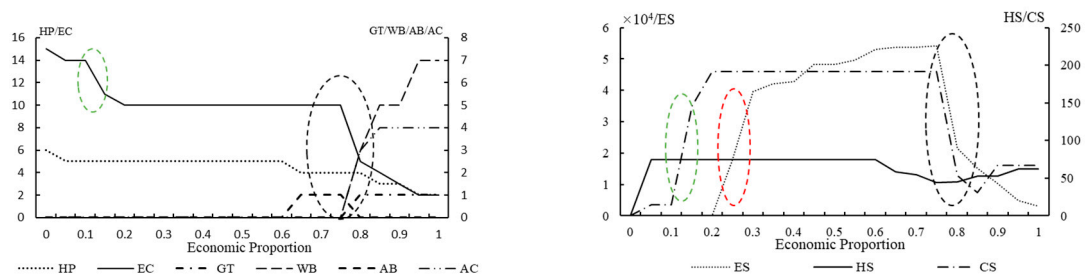 HP/EC GT/WB/AB/AC
16 8
14 7
12 6
10 5
8 4
6 3
4 2
2 1
0 0
0 0.1 0.2 0.3 0.4 0.5 0.6 0.7 0.8 0.9 1
Economic Proportion
HP EC GT WB AB AC
×10⁴/ES HS/CS
6 250
5 200
4 150
3
2 100
1 50
0 0
0 0.1 0.2 0.3 0.4 0.5 0.6 0.7 0.8 0.9 1
Economic Proportion
ES HS CS